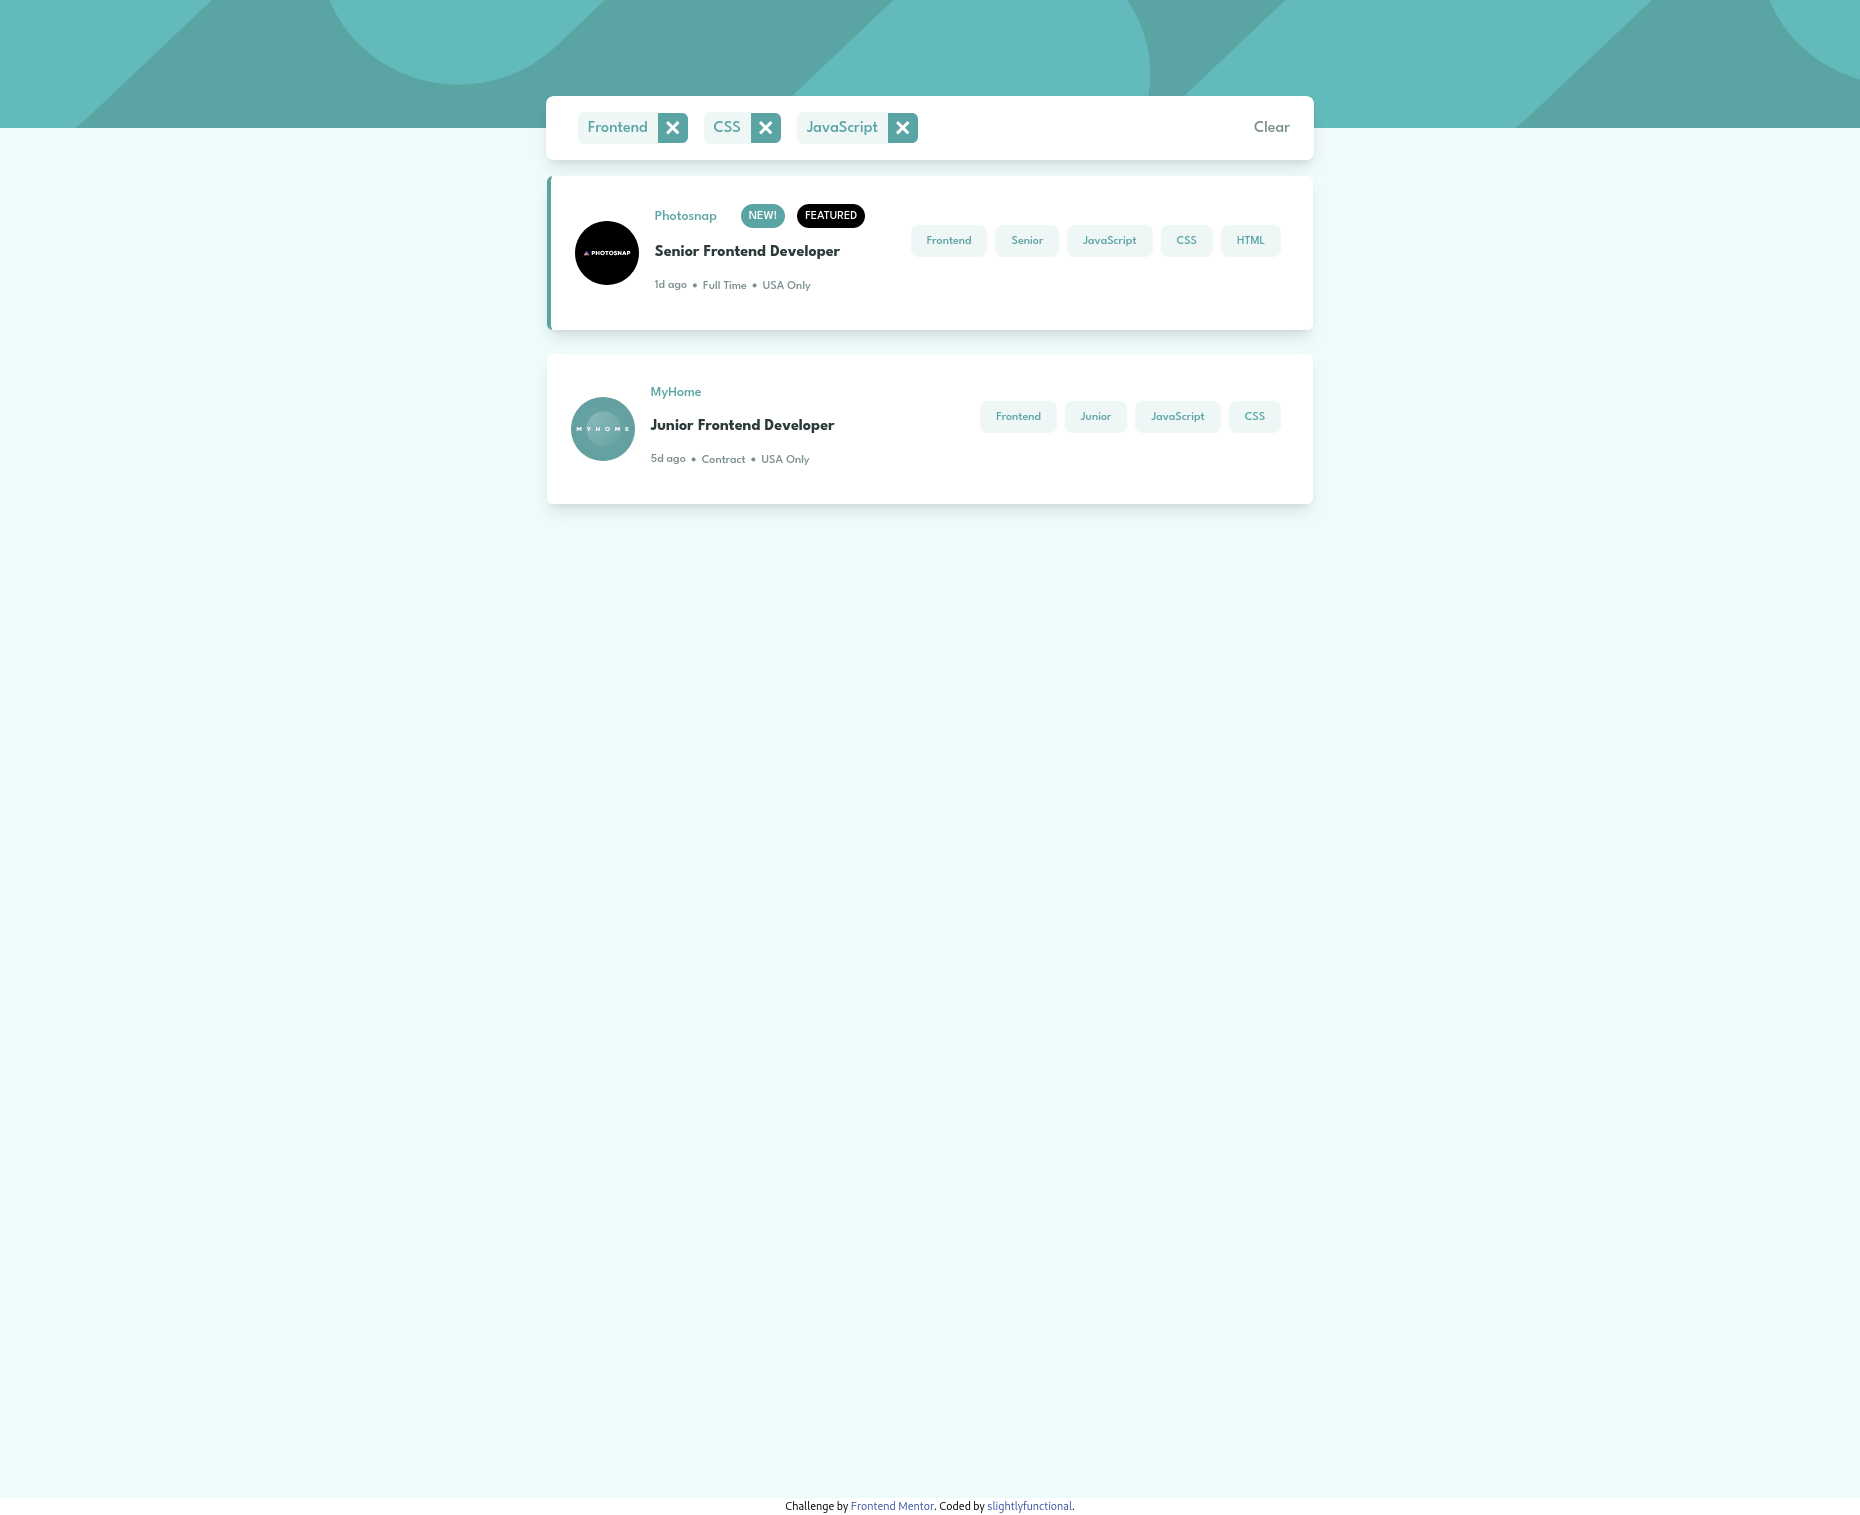 Frontend CSS JavaScript Clear
Photosnap NEW! FEATURED
PHOTOSNAP
Senior Frontend Developer
1d ago • Full Time • USA Only
Frontend Senior JavaScript CSS HTML
MyHome
MYHOME
Junior Frontend Developer
5d ago • Contract • USA Only
Frontend Junior JavaScript CSS
Challenge by Frontend Mentor. Coded by slightlyfunctional.